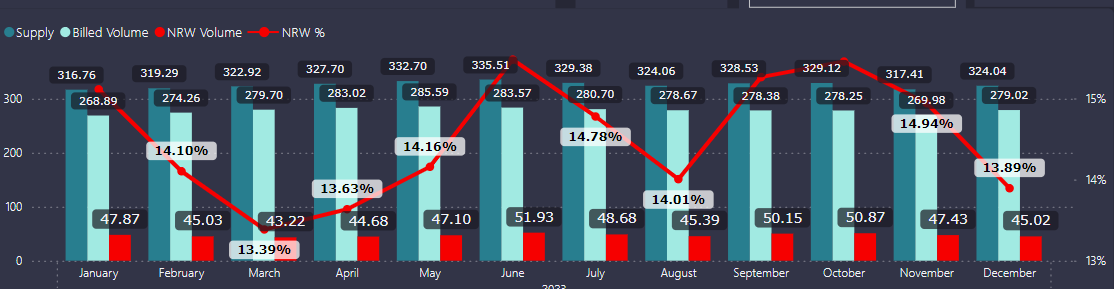 Supply Billed Volume NRW Volume NRW %
316.76 319.29 322.92 327.70 332.70 335.51 329.38 324.06 328.53 329.12 317.41 324.04
268.89 274.26 279.70 283.02 285.59 283.57 280.70 278.67 278.38 278.25 269.98 279.02
300 15%
14.10% 13.39% 13.63% 14.16% 14.78% 14.01% 14.94% 13.89%
200 14%
100
47.87 45.03 43.22 44.68 47.10 51.93 48.68 45.39 50.15 50.87 47.43 45.02
0 13%
January February March April May June July August September October November December
2023